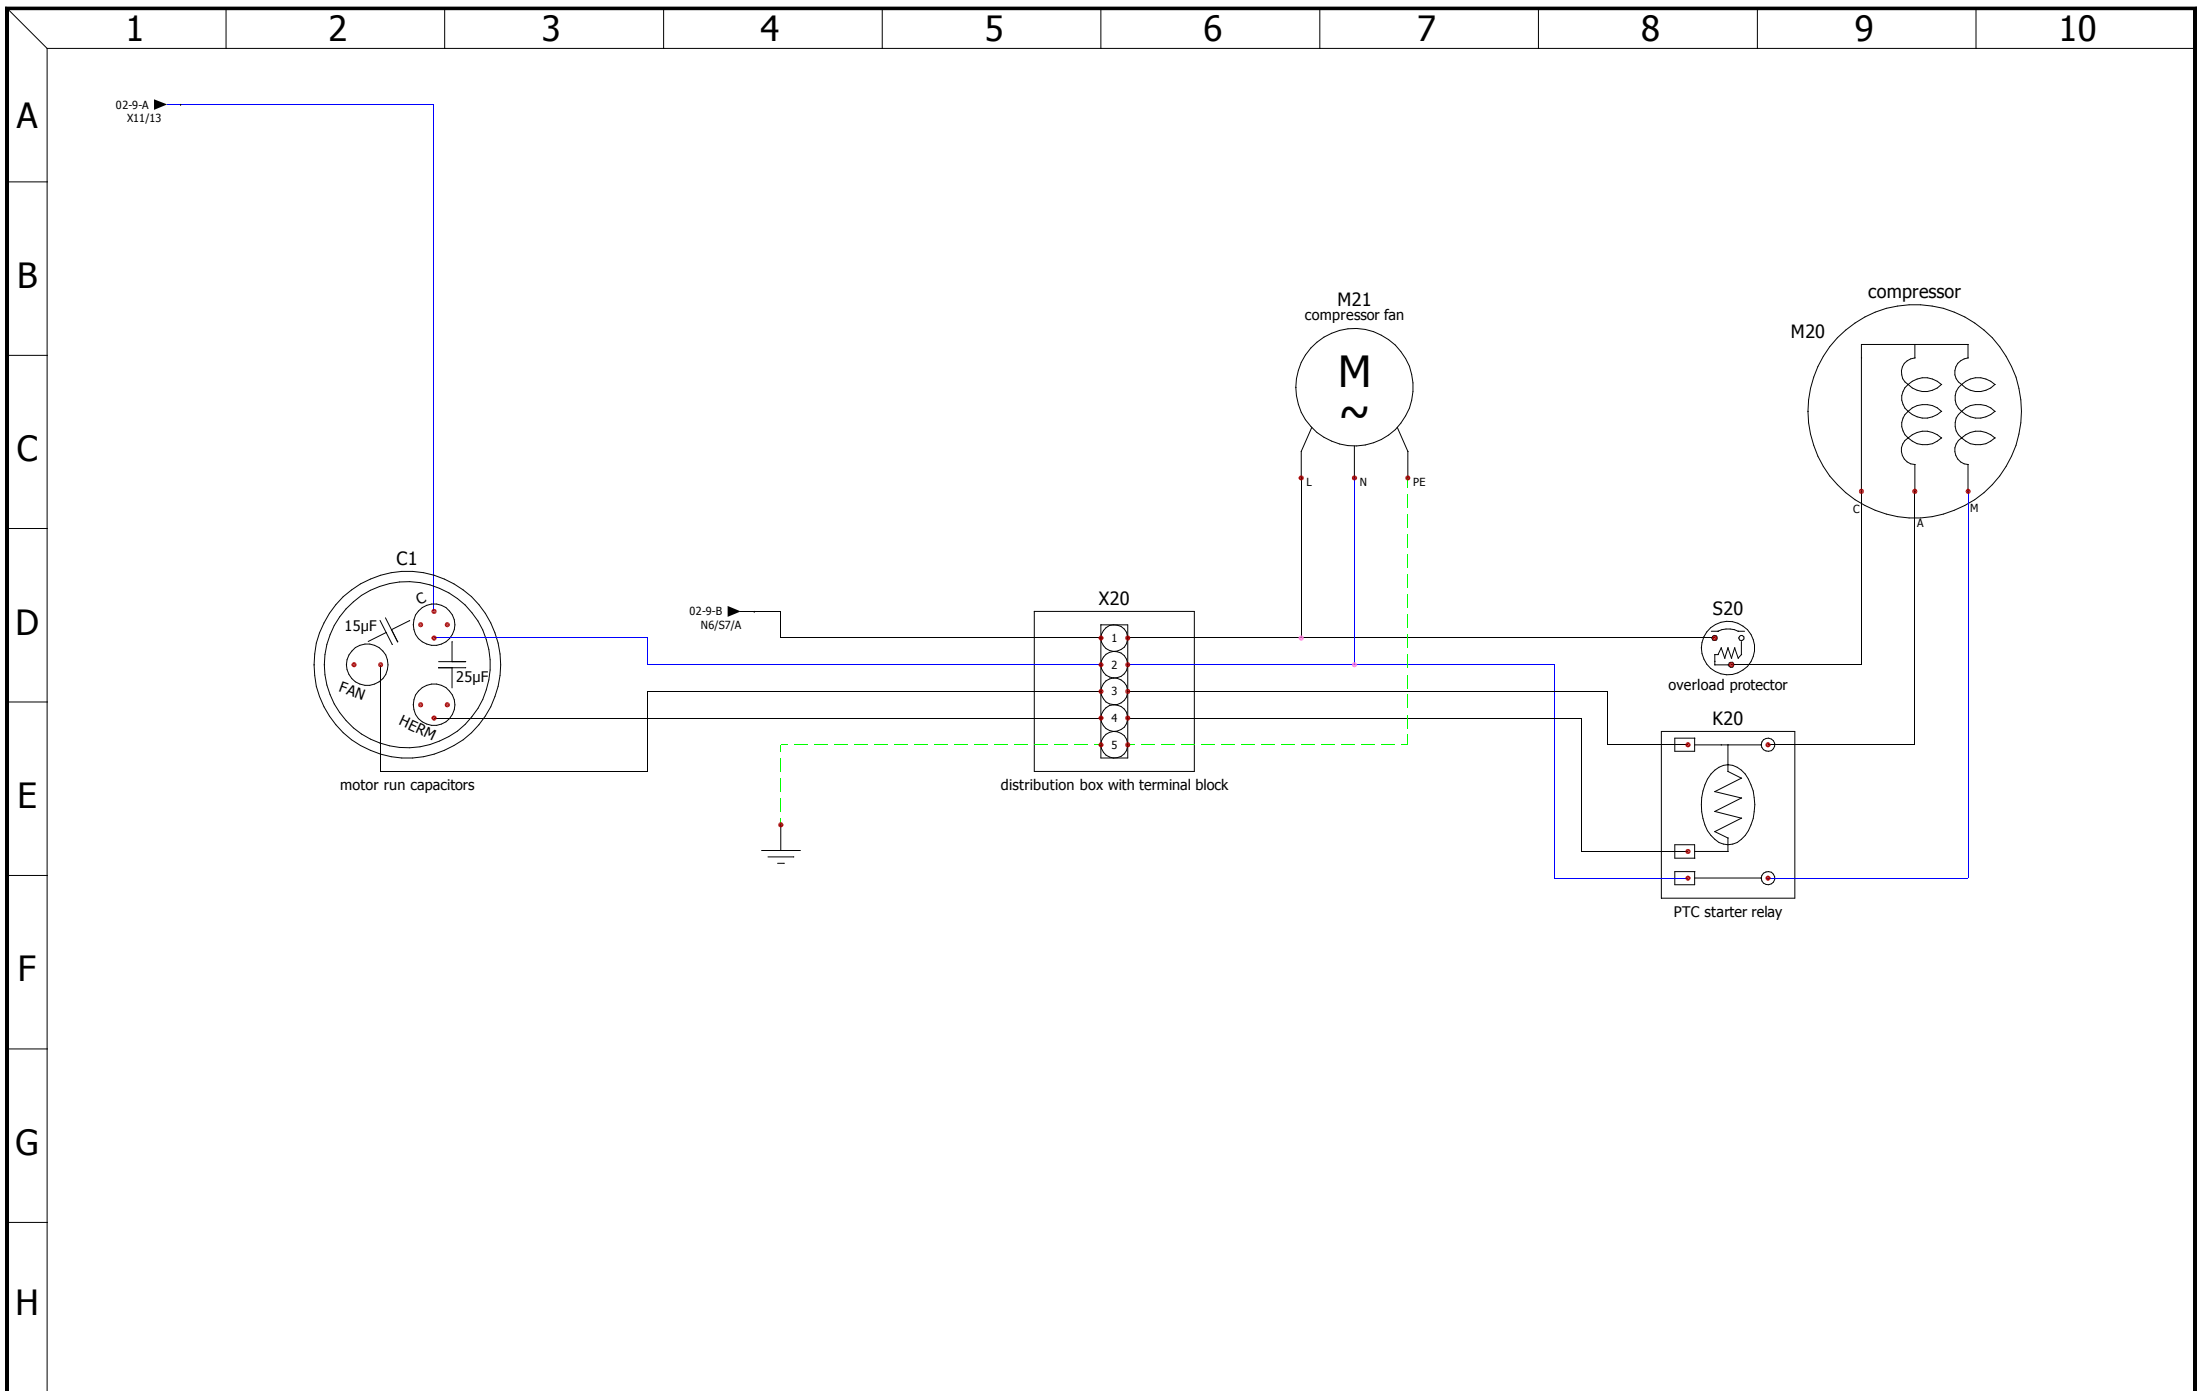 1 2 3 4 5 6 7 8 9 10
A
B
C
D
E
F
G
H
02-9-A
X11/13
M21
compressor fan
M
~
L N PE
compressor
M20
C A M
C1
C
15µF
25µF
FAN
HERM
motor run capacitors
02-9-B
N6/S7/A
X20
1
2
3
4
5
distribution box with terminal block
S20
overload protector
K20
PTC starter relay